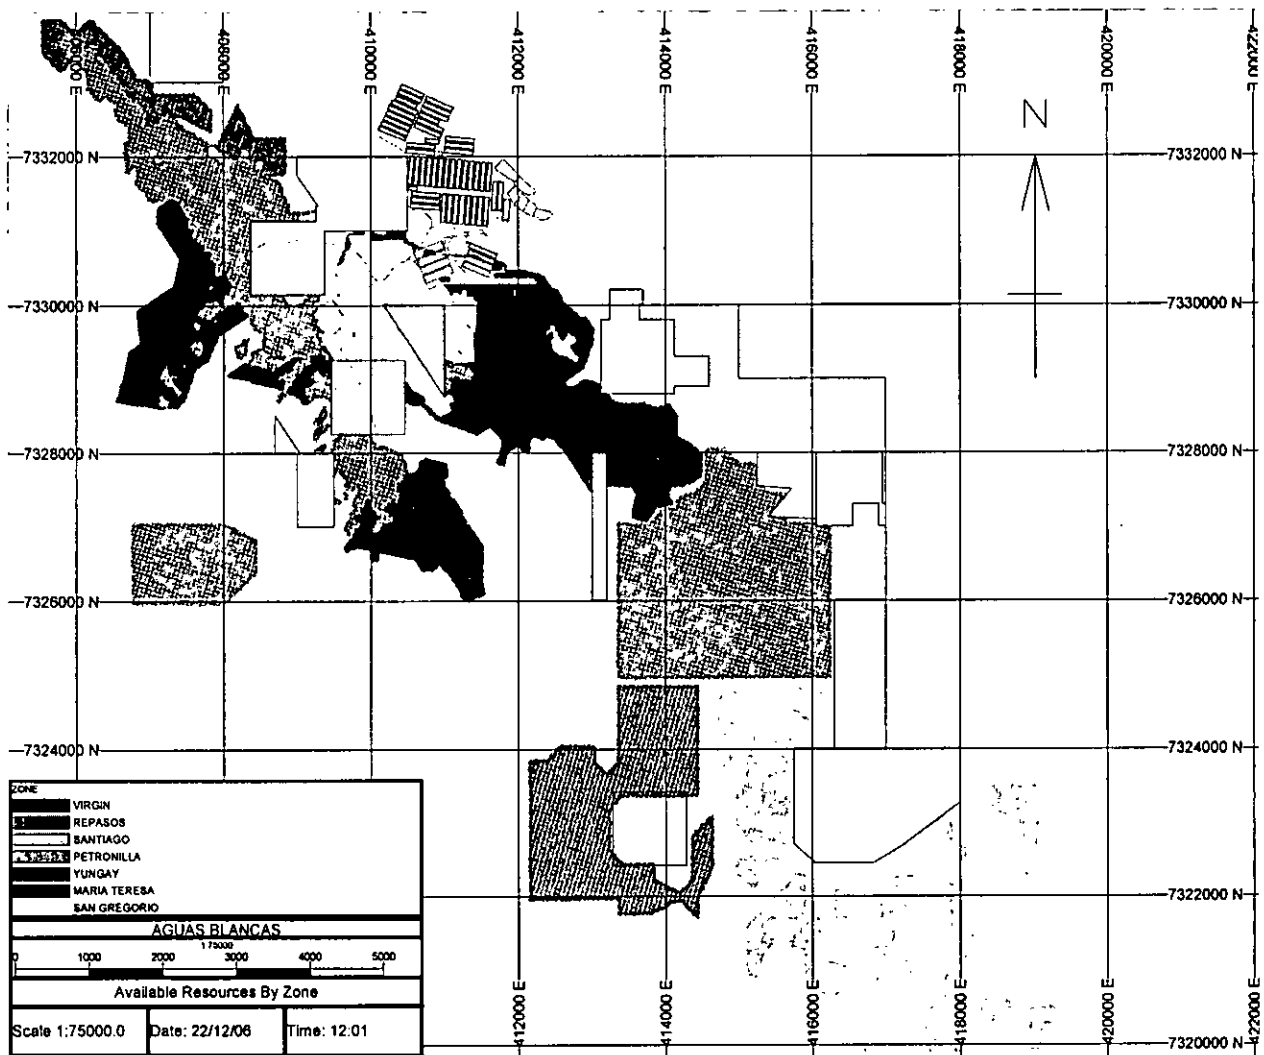 406000 E
408000 E
410000 E
412000 E
414000 E
416000 E
418000 E
420000 E
422000 E
N
7332000 N
7332000 N
7330000 N
7330000 N
7328000 N
7328000 N
7326000 N
7326000 N
7324000 N
7324000 N
ZONE
VIRGIN
REPASOS
SANTIAGO
PETRONILLA
YUNGAY
MARIA TERESA
SAN GREGORIO
7322000 N
AGUAS BLANCAS
1:75000
0 1000 2000 3000 4000 5000
Available Resources By Zone
Scale 1:75000.0 Date: 22/12/06 Time: 12:01
412000 E
414000 E
416000 E
418000 E
420000 E
422000 E
7320000 N